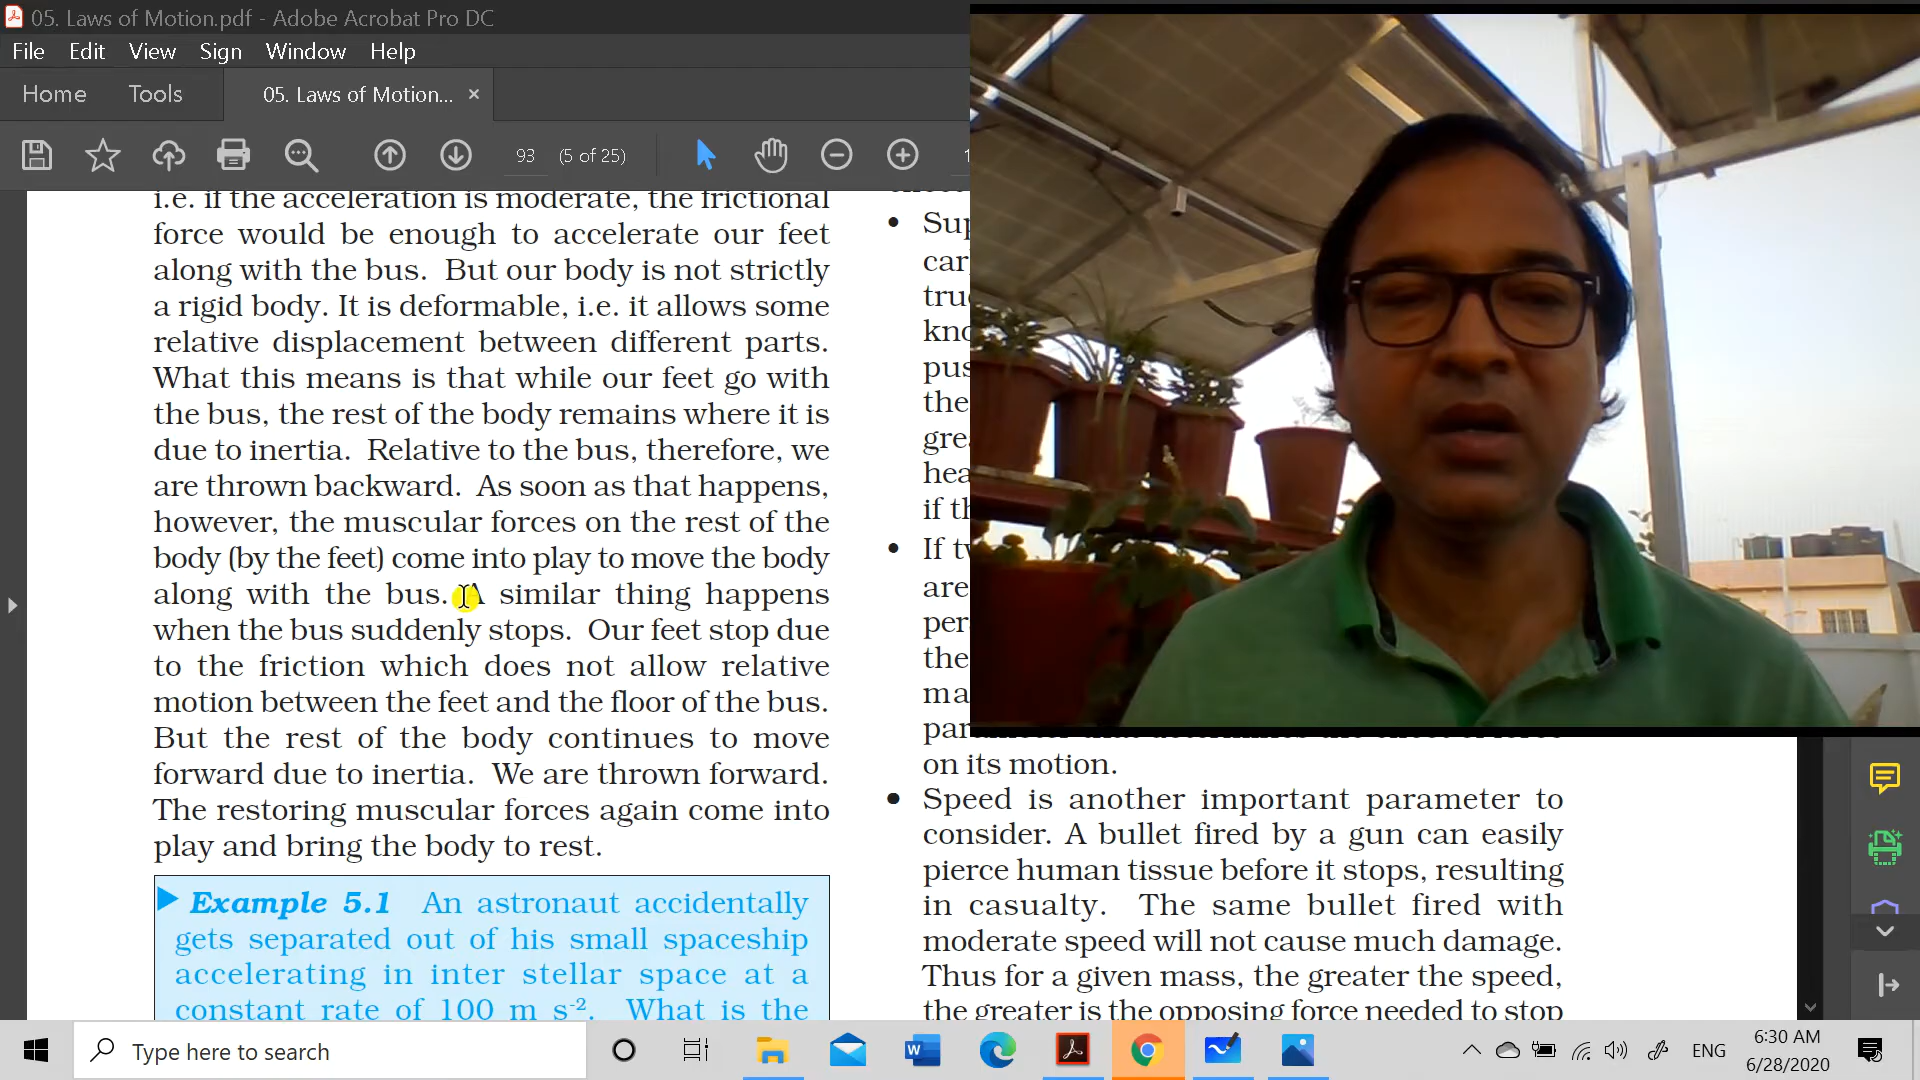 05. Laws of Motion.pdf - Adobe Acrobat Pro DC
File Edit View Sign Window Help
Home Tools 05. Laws of Motion... ×
93 (5 of 25)
i.e. if the acceleration is moderate, the frictional
force would be enough to accelerate our feet
along with the bus. But our body is not strictly
a rigid body. It is deformable, i.e. it allows some
relative displacement between different parts.
What this means is that while our feet go with
the bus, the rest of the body remains where it is
due to inertia. Relative to the bus, therefore, we
are thrown backward. As soon as that happens,
however, the muscular forces on the rest of the
body (by the feet) come into play to move the body
along with the bus. A similar thing happens
when the bus suddenly stops. Our feet stop due
to the friction which does not allow relative
motion between the feet and the floor of the bus.
But the rest of the body continues to move
forward due to inertia. We are thrown forward.
The restoring muscular forces again come into
play and bring the body to rest.
Example 5.1 An astronaut accidentally
gets separated out of his small spaceship
accelerating in inter stellar space at a
constant rate of 100 m s-2. What is the
• 
• If
are
the
on its motion.
• Speed is another important parameter to
consider. A bullet fired by a gun can easily
pierce human tissue before it stops, resulting
in casualty. The same bullet fired with
moderate speed will not cause much damage.
Thus for a given mass, the greater the speed,
the greater is the opposing force needed to stop
Type here to search
ENG
6:30 AM
6/28/2020